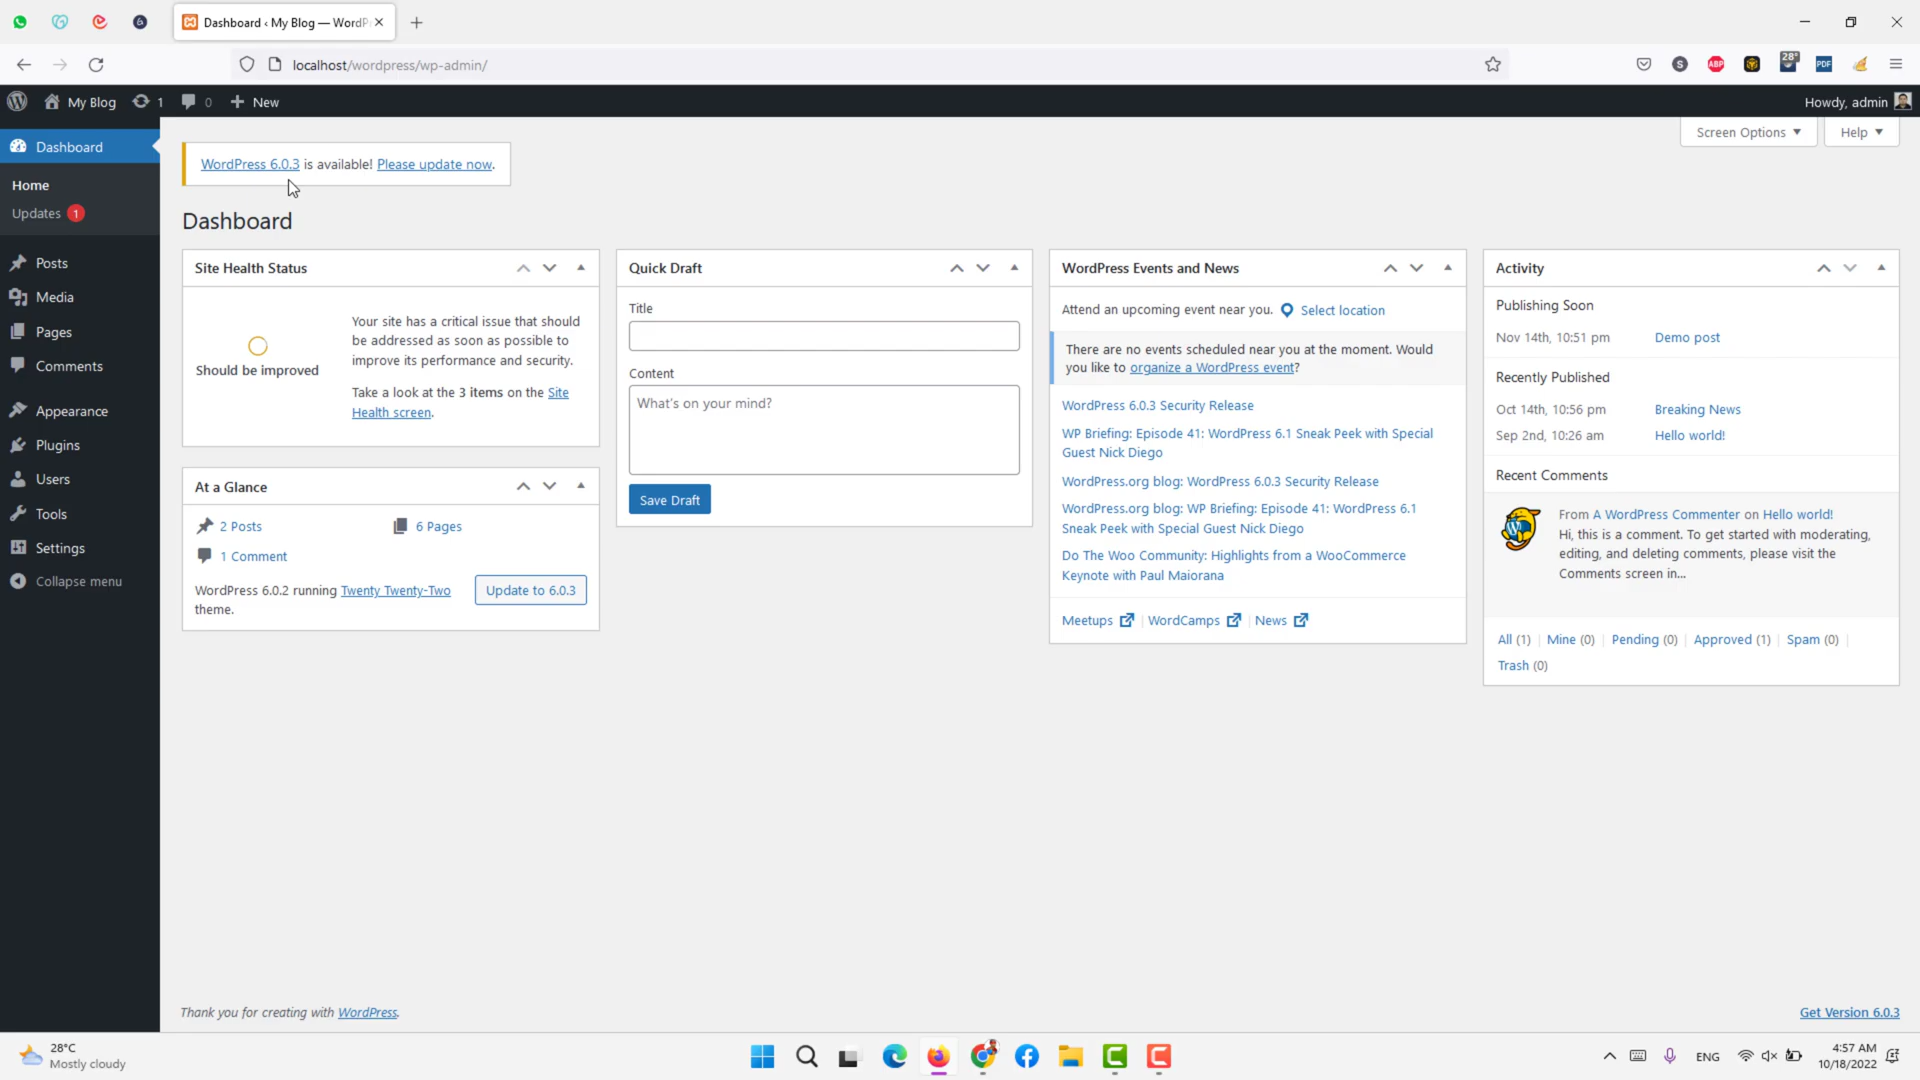 Dashboard ‹ My Blog — WordP
localhost/wordpress/wp-admin/
S
ABP
28°
PDF
My Blog
1
0
New
Howdy, admin
Dashboard
Home
Updates 1
Posts
Media
Pages
Comments
Appearance
Plugins
Users
Tools
Settings
Collapse menu
Screen Options
Help
WordPress 6.0.3 is available! Please update now.
Dashboard
Site Health Status
Should be improved
Your site has a critical issue that should
be addressed as soon as possible to
improve its performance and security.
Take a look at the 3 items on the Site
Health screen.
At a Glance
2 Posts
6 Pages
1 Comment
WordPress 6.0.2 running Twenty Twenty-Two
theme.
Update to 6.0.3
Quick Draft
Title
Content
What's on your mind?
Save Draft
WordPress Events and News
Attend an upcoming event near you. Select location
There are no events scheduled near you at the moment. Would
you like to organize a WordPress event?
WordPress 6.0.3 Security Release
WP Briefing: Episode 41: WordPress 6.1 Sneak Peek with Special
Guest Nick Diego
WordPress.org blog: WordPress 6.0.3 Security Release
WordPress.org blog: WP Briefing: Episode 41: WordPress 6.1
Sneak Peek with Special Guest Nick Diego
Do The Woo Community: Highlights from a WooCommerce
Keynote with Paul Maiorana
Meetups | WordCamps | News
Activity
Publishing Soon
Nov 14th, 10:51 pm Demo post
Recently Published
Oct 14th, 10:56 pm Breaking News
Sep 2nd, 10:26 am Hello world!
Recent Comments
From A WordPress Commenter on Hello world!
Hi, this is a comment. To get started with moderating,
editing, and deleting comments, please visit the
Comments screen in...
All (1) | Mine (0) | Pending (0) | Approved (1) | Spam (0) |
Trash (0)
Thank you for creating with WordPress.
Get Version 6.0.3
28°C
Mostly cloudy
ENG
4:57 AM
10/18/2022